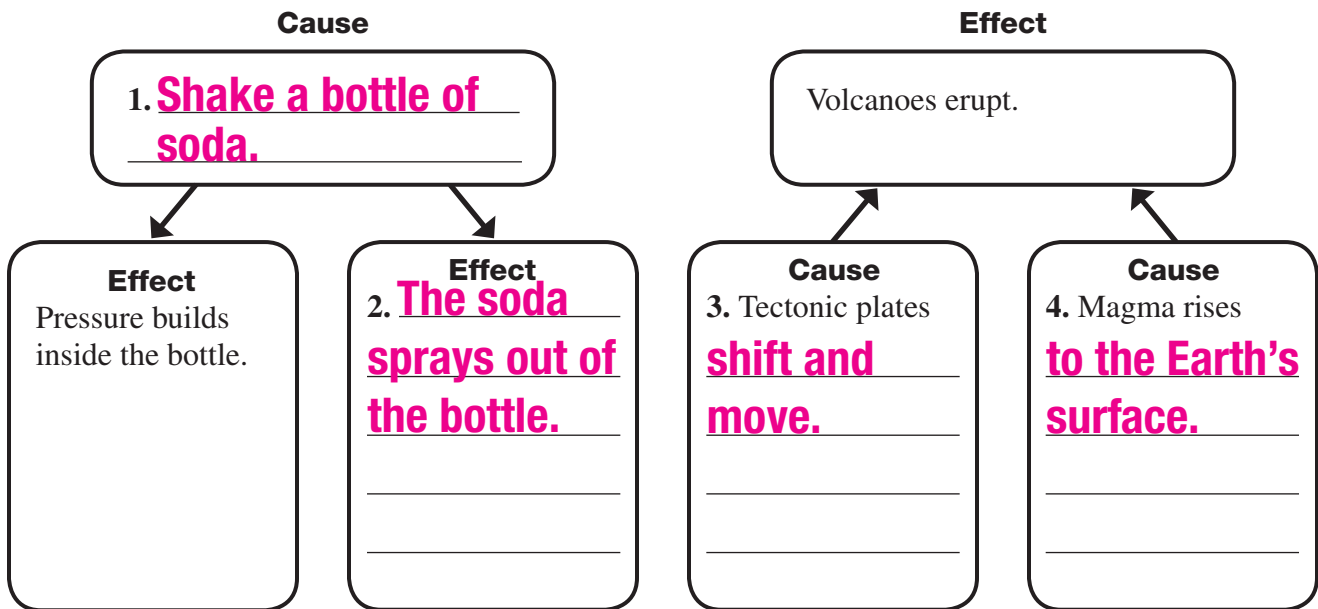 Cause
1. Shake a bottle of
soda.
Effect
Pressure builds
inside the bottle.
Effect
2. The soda
sprays out of
the bottle.
Effect
Volcanoes erupt.
Cause
3. Tectonic plates
shift and
move.
Cause
4. Magma rises
to the Earth’s
surface.